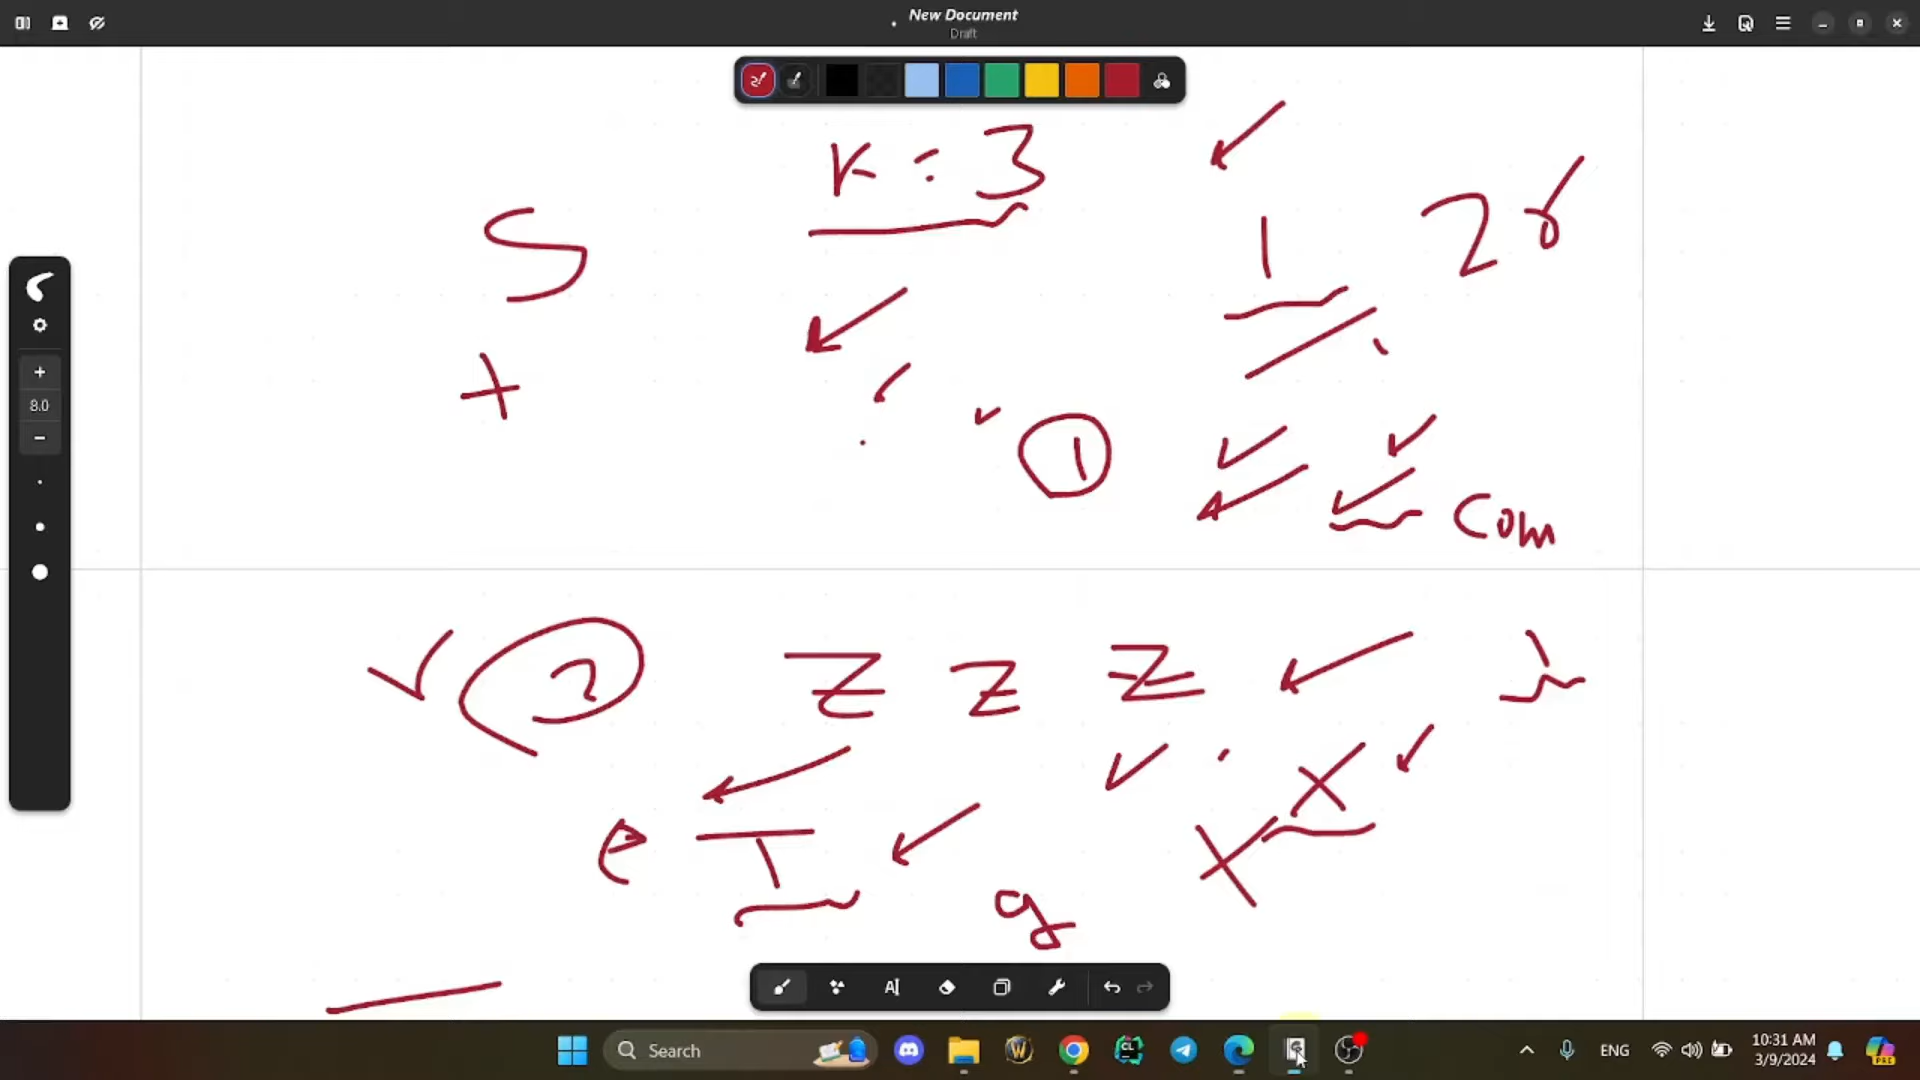 New Document
Draft
K : 3
S
1
2
+
1
Com
8.0
2
Z Z Z
X
e I
X
g
Search
ENG
10:31 AM
3/9/2024